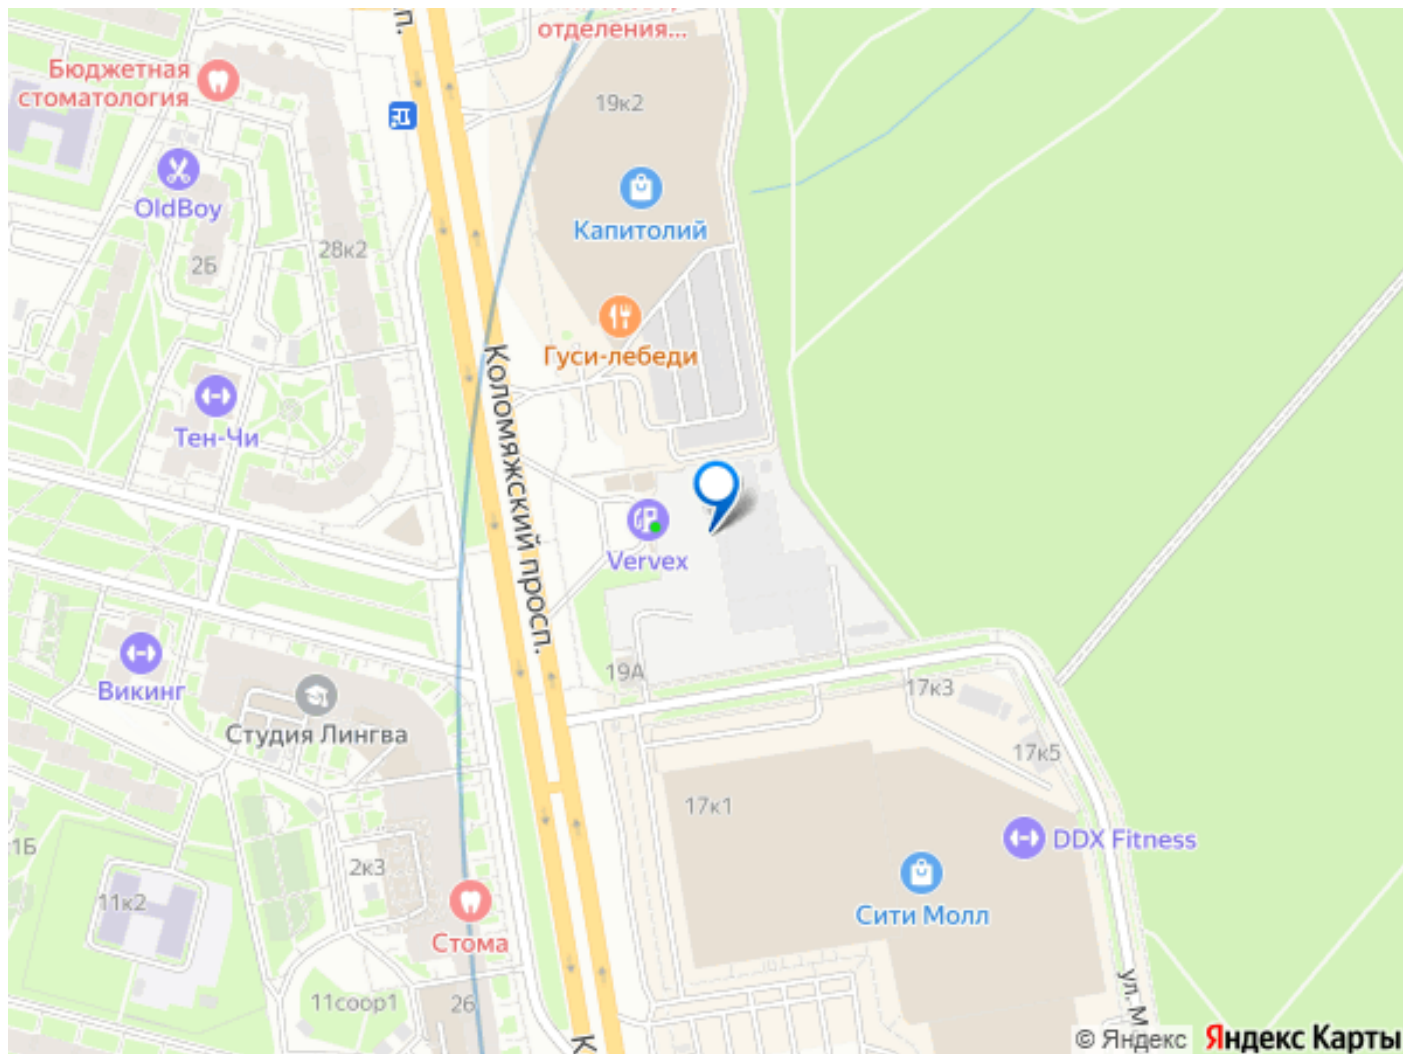 отделения...
Бюджетная
стоматология
19к2
OldBoy
Капитолий
28к2
2Б
Гуси-лебеди
Коломяжский просп.
Тен-Чи
Vervex
19А
Викинг
17к3
Студия Лингва
17к5
17к1
1Б
DDX Fitness
2к3
11к2
Сити Молл
Стома
11соор1
26
ул. М
К
© Яндекс
Яндекс Карты